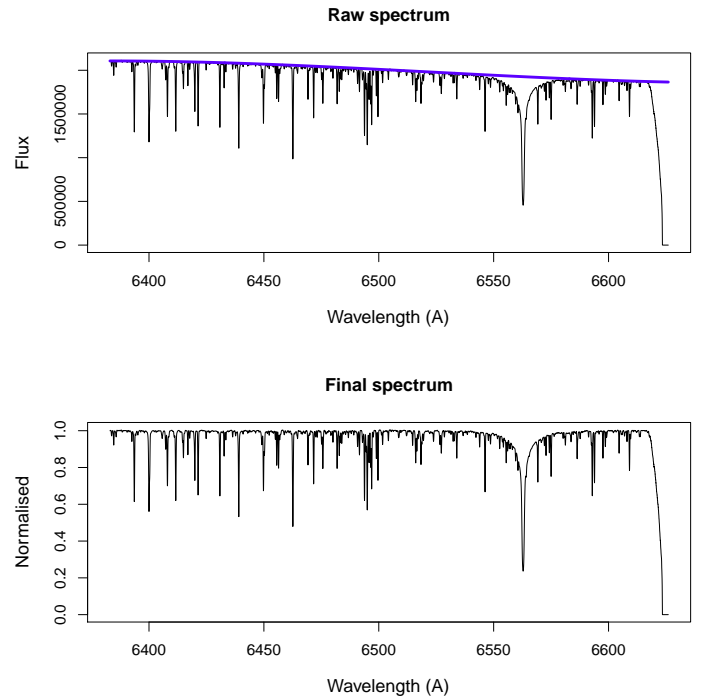 Raw spectrum
Flux
0
500000
1500000
6400 6450 6500 6550 6600
Wavelength (A)
Final spectrum
Normalised
0.0 0.2 0.4 0.6 0.8 1.0
6400 6450 6500 6550 6600
Wavelength (A)